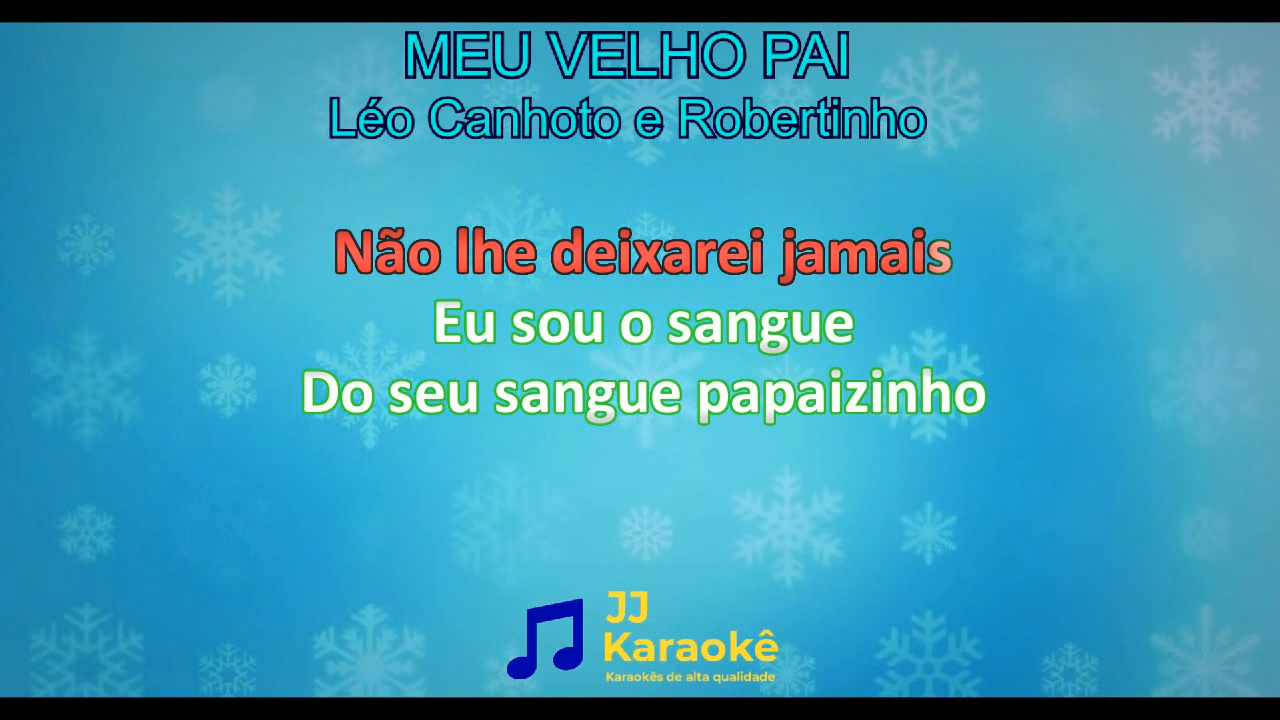 MEU VELHO PAI
Léo Canhoto e Robertinho
Não lhe deixarei jamais
Eu sou o sangue
Do seu sangue papaizinho
JJ
Karaokê
Karaokês de alta qualidade